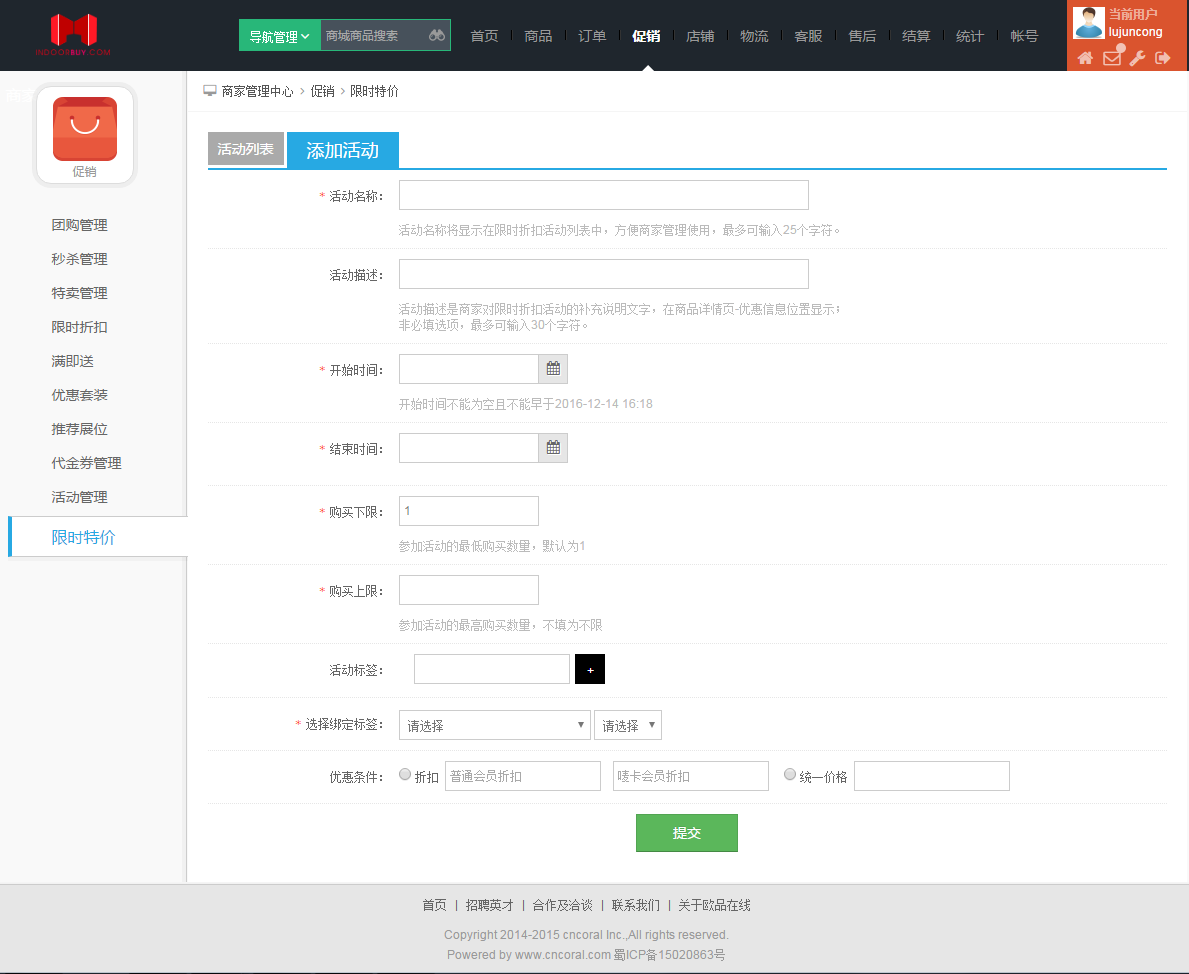 INDOORBUY.COM
导航管理
商城商品搜索
首页 商品 订单 促销 店铺 物流 客服 售后 结算 统计 帐号
当前用户
lujuncong
促销
团购管理
秒杀管理
特卖管理
限时折扣
满即送
优惠套装
推荐展位
代金券管理
活动管理
限时特价
商家管理中心 > 促销 > 限时特价
活动列表 添加活动
* 活动名称：
活动名称将显示在限时折扣活动列表中，方便商家管理使用，最多可输入25个字符。
活动描述：
活动描述是商家对限时折扣活动的补充说明文字，在商品详情页-优惠信息位置显示；
非必填选项，最多可输入30个字符。
* 开始时间：
开始时间不能为空且不能早于2016-12-14 16:18
* 结束时间：
* 购买下限： 1
参加活动的最低购买数量，默认为1
* 购买上限：
参加活动的最高购买数量，不填为不限
活动标签： +
* 选择绑定标签： 请选择 请选择
优惠条件： 折扣 普通会员折扣 唛卡会员折扣 统一价格
提交
首页 | 招聘英才 | 合作及洽谈 | 联系我们 | 关于欧品在线
Copyright 2014-2015 cncoral Inc.,All rights reserved.
Powered by www.cncoral.com 蜀ICP备15020863号